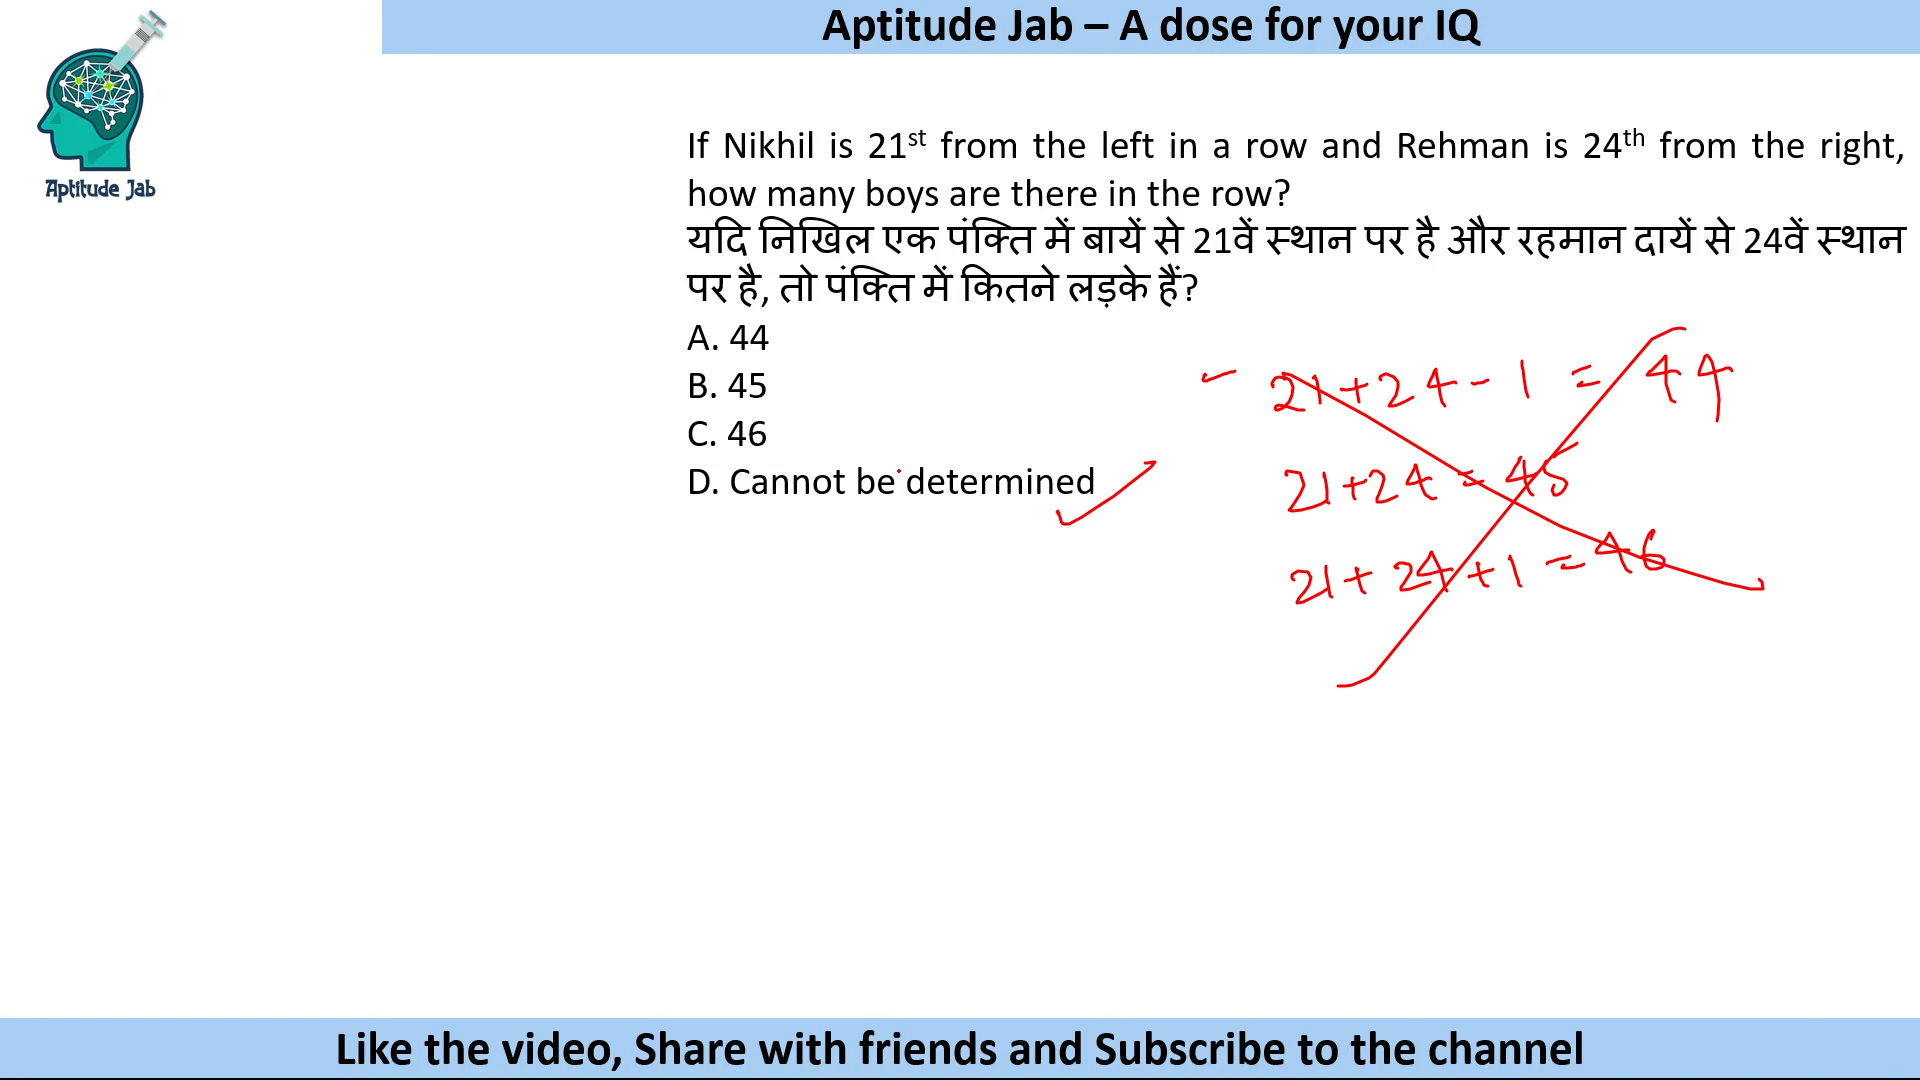 Aptitude Jab – A dose for your IQ
Aptitude Jab
If Nikhil is 21st from the left in a row and Rehman is 24th from the right,
how many boys are there in the row?
यदि निखिल एक पंक्ति में बायें से 21वें स्थान पर है और रहमान दायें से 24वें स्थान
पर है, तो पंक्ति में कितने लड़के हैं?
A. 44
B. 45
C. 46
D. Cannot be determined
21+24-1 = 44
21+24 = 45
21+24+1 = 46
Like the video, Share with friends and Subscribe to the channel